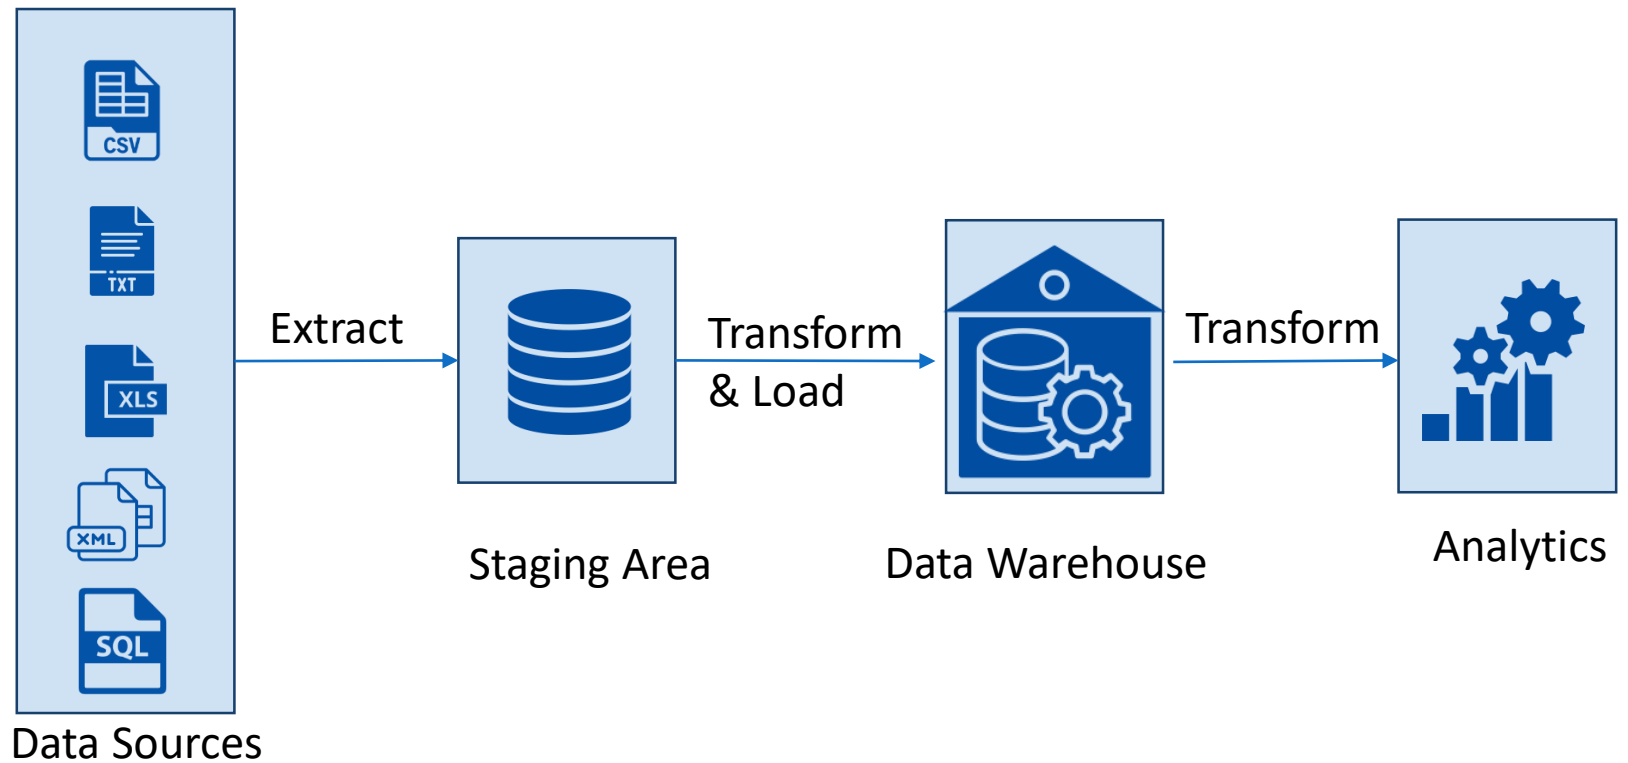 CSV
TXT
XLS
XML
SQL
Data Sources
Extract
Staging Area
Transform
& Load
Data Warehouse
Transform
Analytics